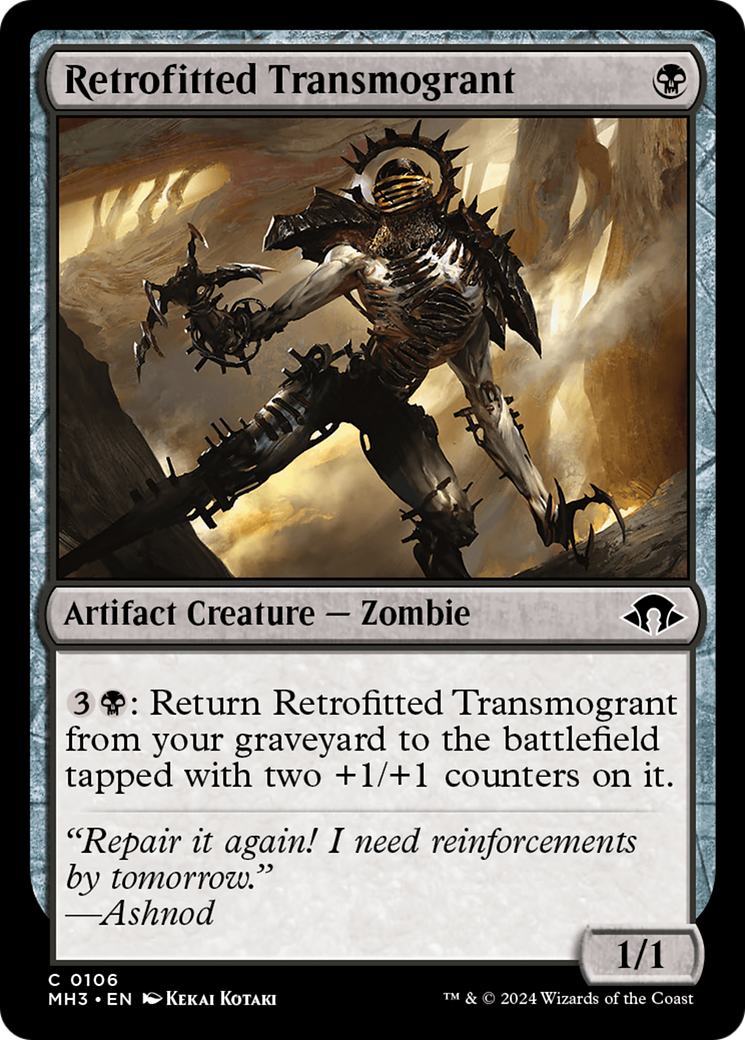 Retrofitted Transmogrant
Artifact Creature — Zombie
3: Return Retrofitted Transmogrant
from your graveyard to the battlefield
tapped with two +1/+1 counters on it.
“Repair it again! I need reinforcements
by tomorrow.”
—Ashnod
1/1
C 0106
MH3 • EN Kekai Kotaki
™ & © 2024 Wizards of the Coast